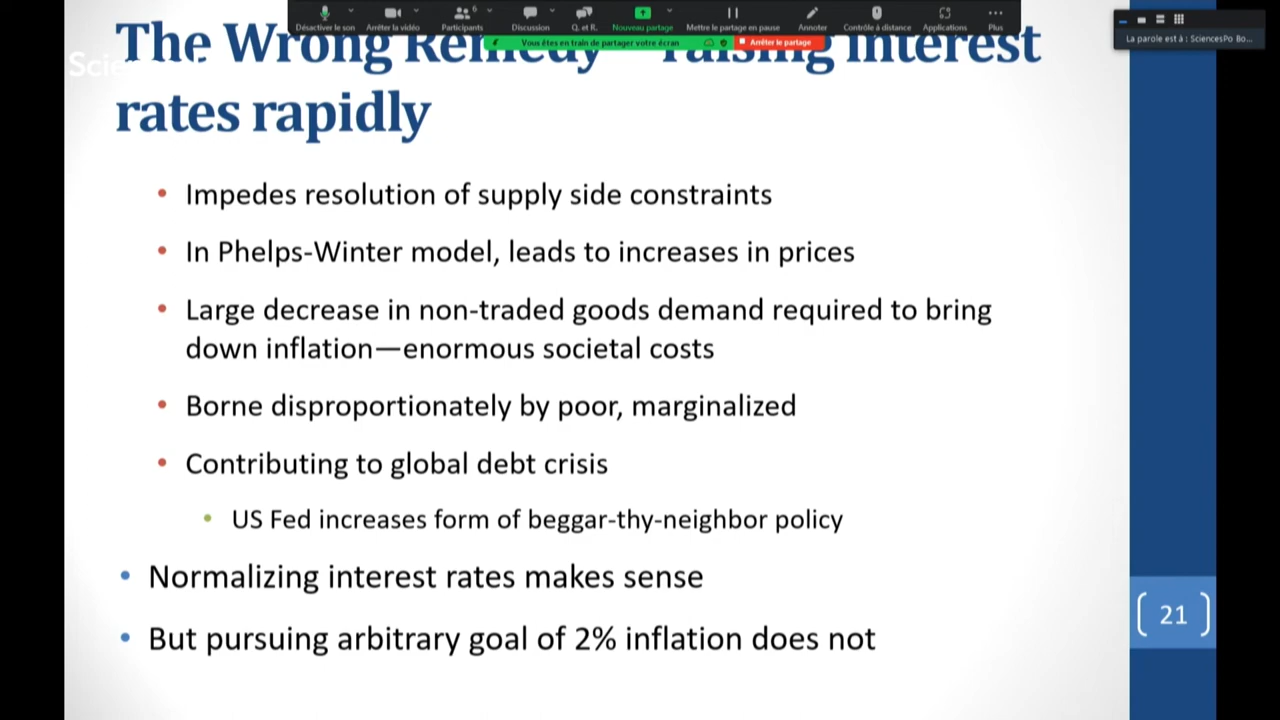 Désactiver le son
Arrêter la vidéo
Participants
6
Discussion
Q. et R.
Nouveau partage
Mettre le partage en pause
Annoter
Contrôle à distance
Applications
Plus
Vous êtes en train de partager votre écran
Arrêter le partage
La parole est à : SciencesPo Bo...
The Wrong Remedy raising interest
rates rapidly
• Impedes resolution of supply side constraints
• In Phelps-Winter model, leads to increases in prices
• Large decrease in non-traded goods demand required to bring
down inflation—enormous societal costs
• Borne disproportionately by poor, marginalized
• Contributing to global debt crisis
• US Fed increases form of beggar-thy-neighbor policy
• Normalizing interest rates makes sense
• But pursuing arbitrary goal of 2% inflation does not
21